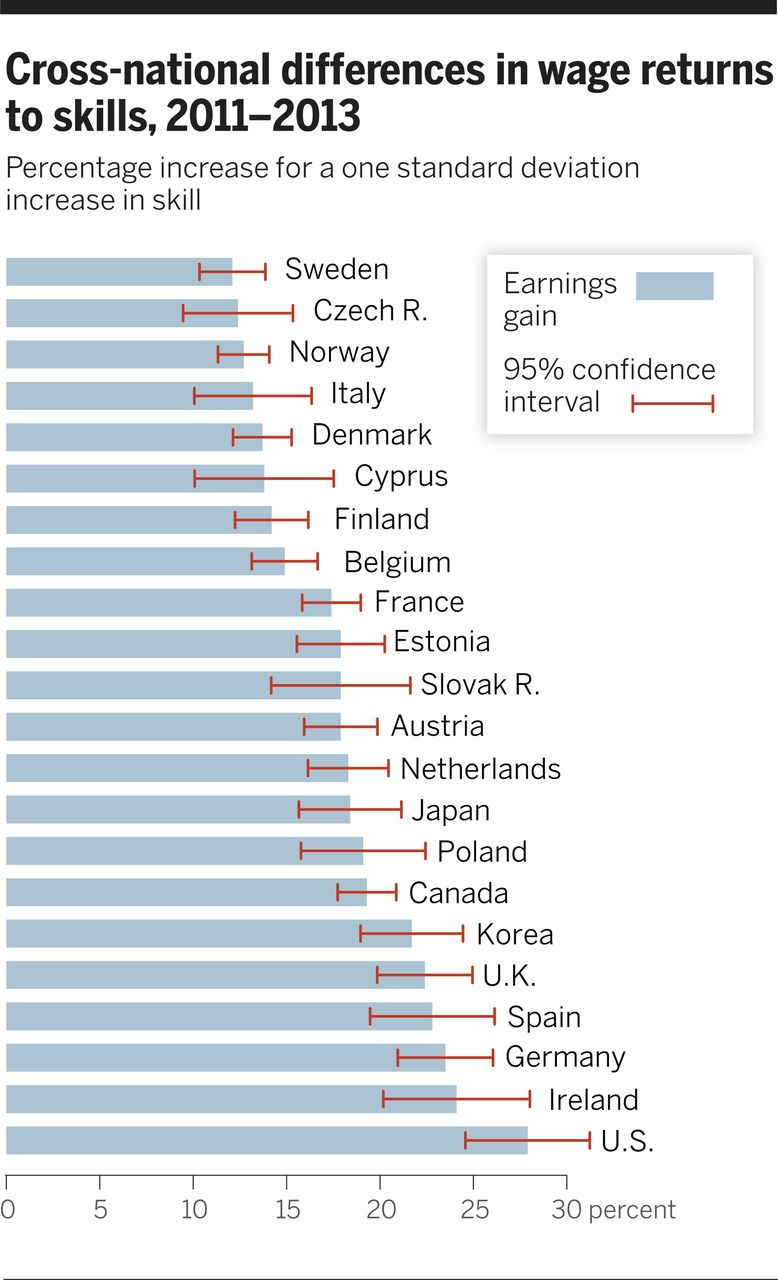 Cross-national differences in wage returns
to skills, 2011–2013
Percentage increase for a one standard deviation
increase in skill
Earnings
gain
95% confidence
interval
Sweden
Czech R.
Norway
Italy
Denmark
Cyprus
Finland
Belgium
France
Estonia
Slovak R.
Austria
Netherlands
Japan
Poland
Canada
Korea
U.K.
Spain
Germany
Ireland
U.S.
0 5 10 15 20 25 30 percent